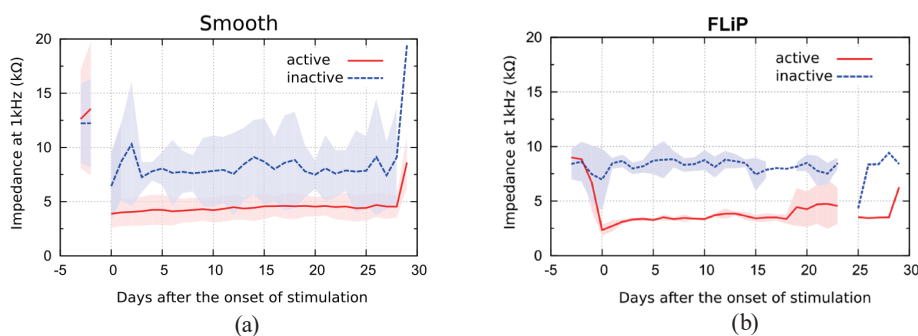 Smooth
Impedance at 1kHz (kΩ)
20
15
10
5
0
active
inactive
-5 0 5 10 15 20 25 30
Days after the onset of stimulation
(a)
FLiP
Impedance at 1kHz (kΩ)
20
15
10
5
0
active
inactive
-5 0 5 10 15 20 25 30
Days after the onset of stimulation
(b)